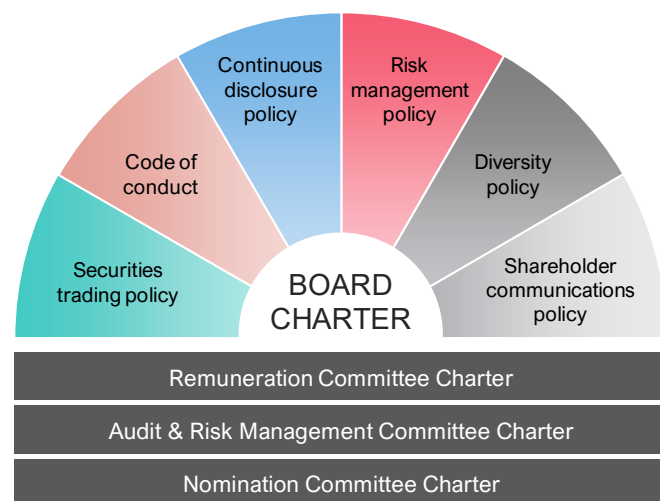 Continuous
disclosure
policy
Risk
management
policy
Code of
conduct
Diversity
policy
Securities
trading policy
BOARD
CHARTER
Shareholder
communications
policy
Remuneration Committee Charter
Audit & Risk Management Committee Charter
Nomination Committee Charter